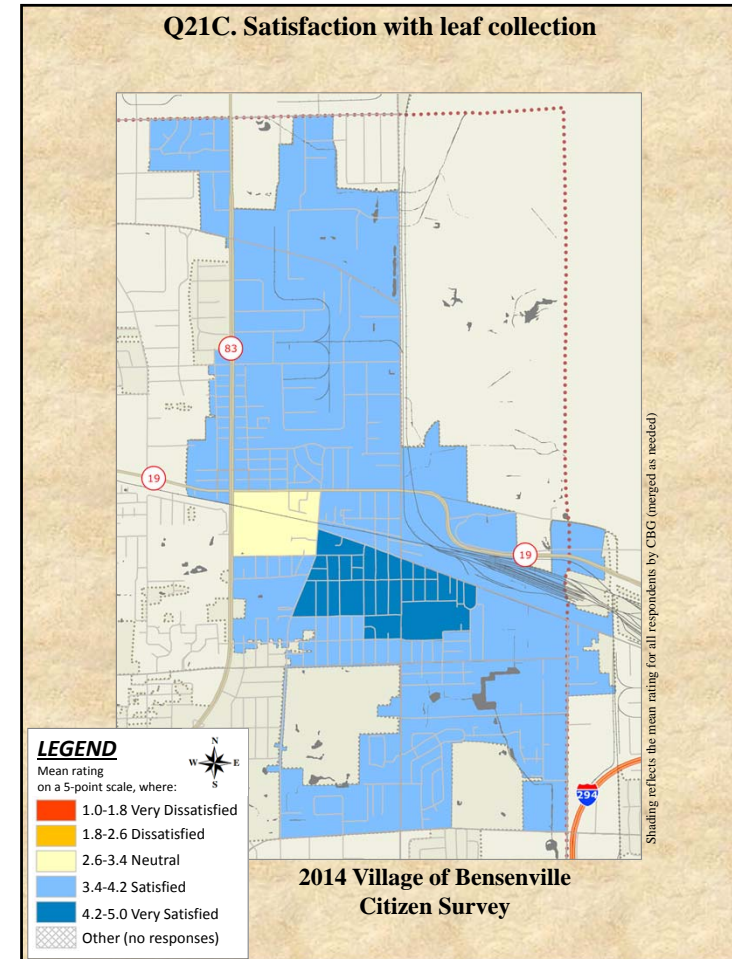 Q21C. Satisfaction with leaf collection
83
19
19
294
Shading reflects the mean rating for all respondents by CBG (merged as needed)
LEGEND
N
W E
S
Mean rating
on a 5-point scale, where:
1.0-1.8 Very Dissatisfied
1.8-2.6 Dissatisfied
2.6-3.4 Neutral
3.4-4.2 Satisfied
4.2-5.0 Very Satisfied
Other (no responses)
2014 Village of Bensenville
Citizen Survey